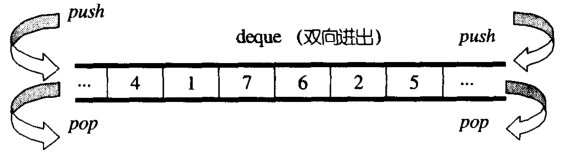 push
deque（双向进出）
push
... 4 1 7 6 2 5 ...
pop
pop